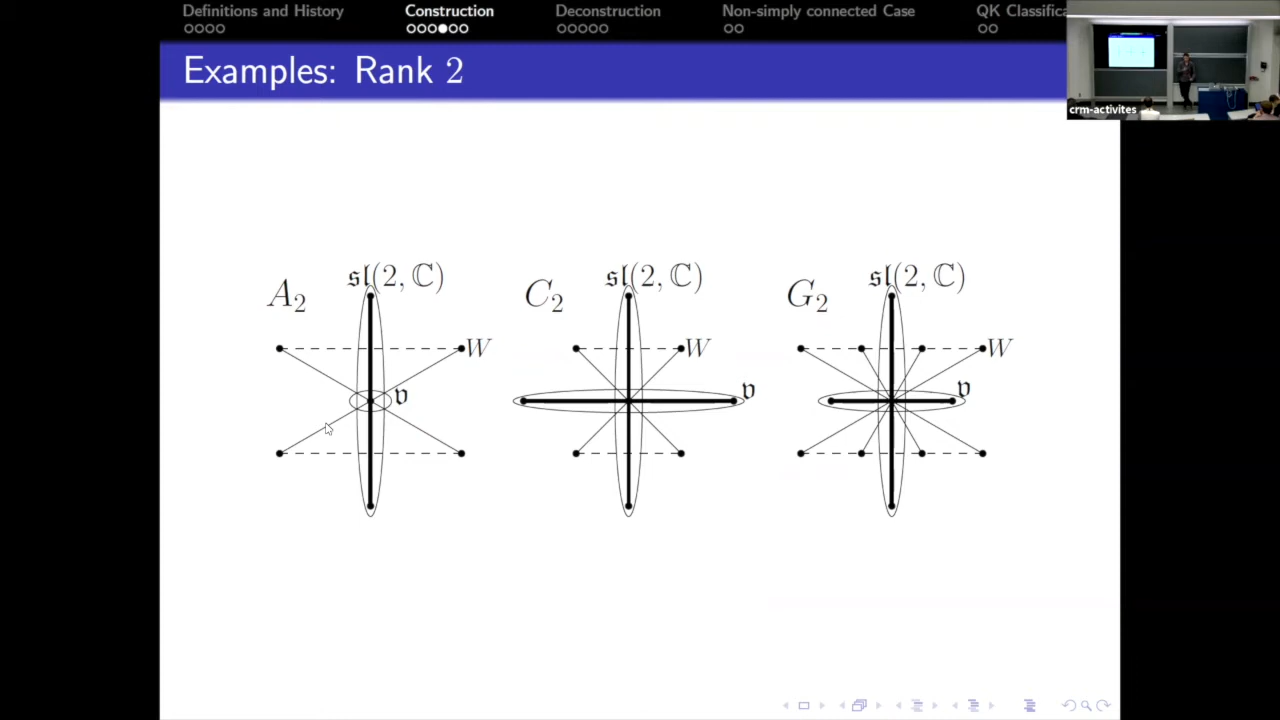 Definitions and History Construction Deconstruction Non-simply connected Case QK Classifica
crm-activites
Examples: Rank 2
𝔰𝔩(2, ℂ) 𝔰𝔩(2, ℂ) 𝔰𝔩(2, ℂ)
A₂ C₂ G₂
W W W
𝔳 𝔳 𝔳